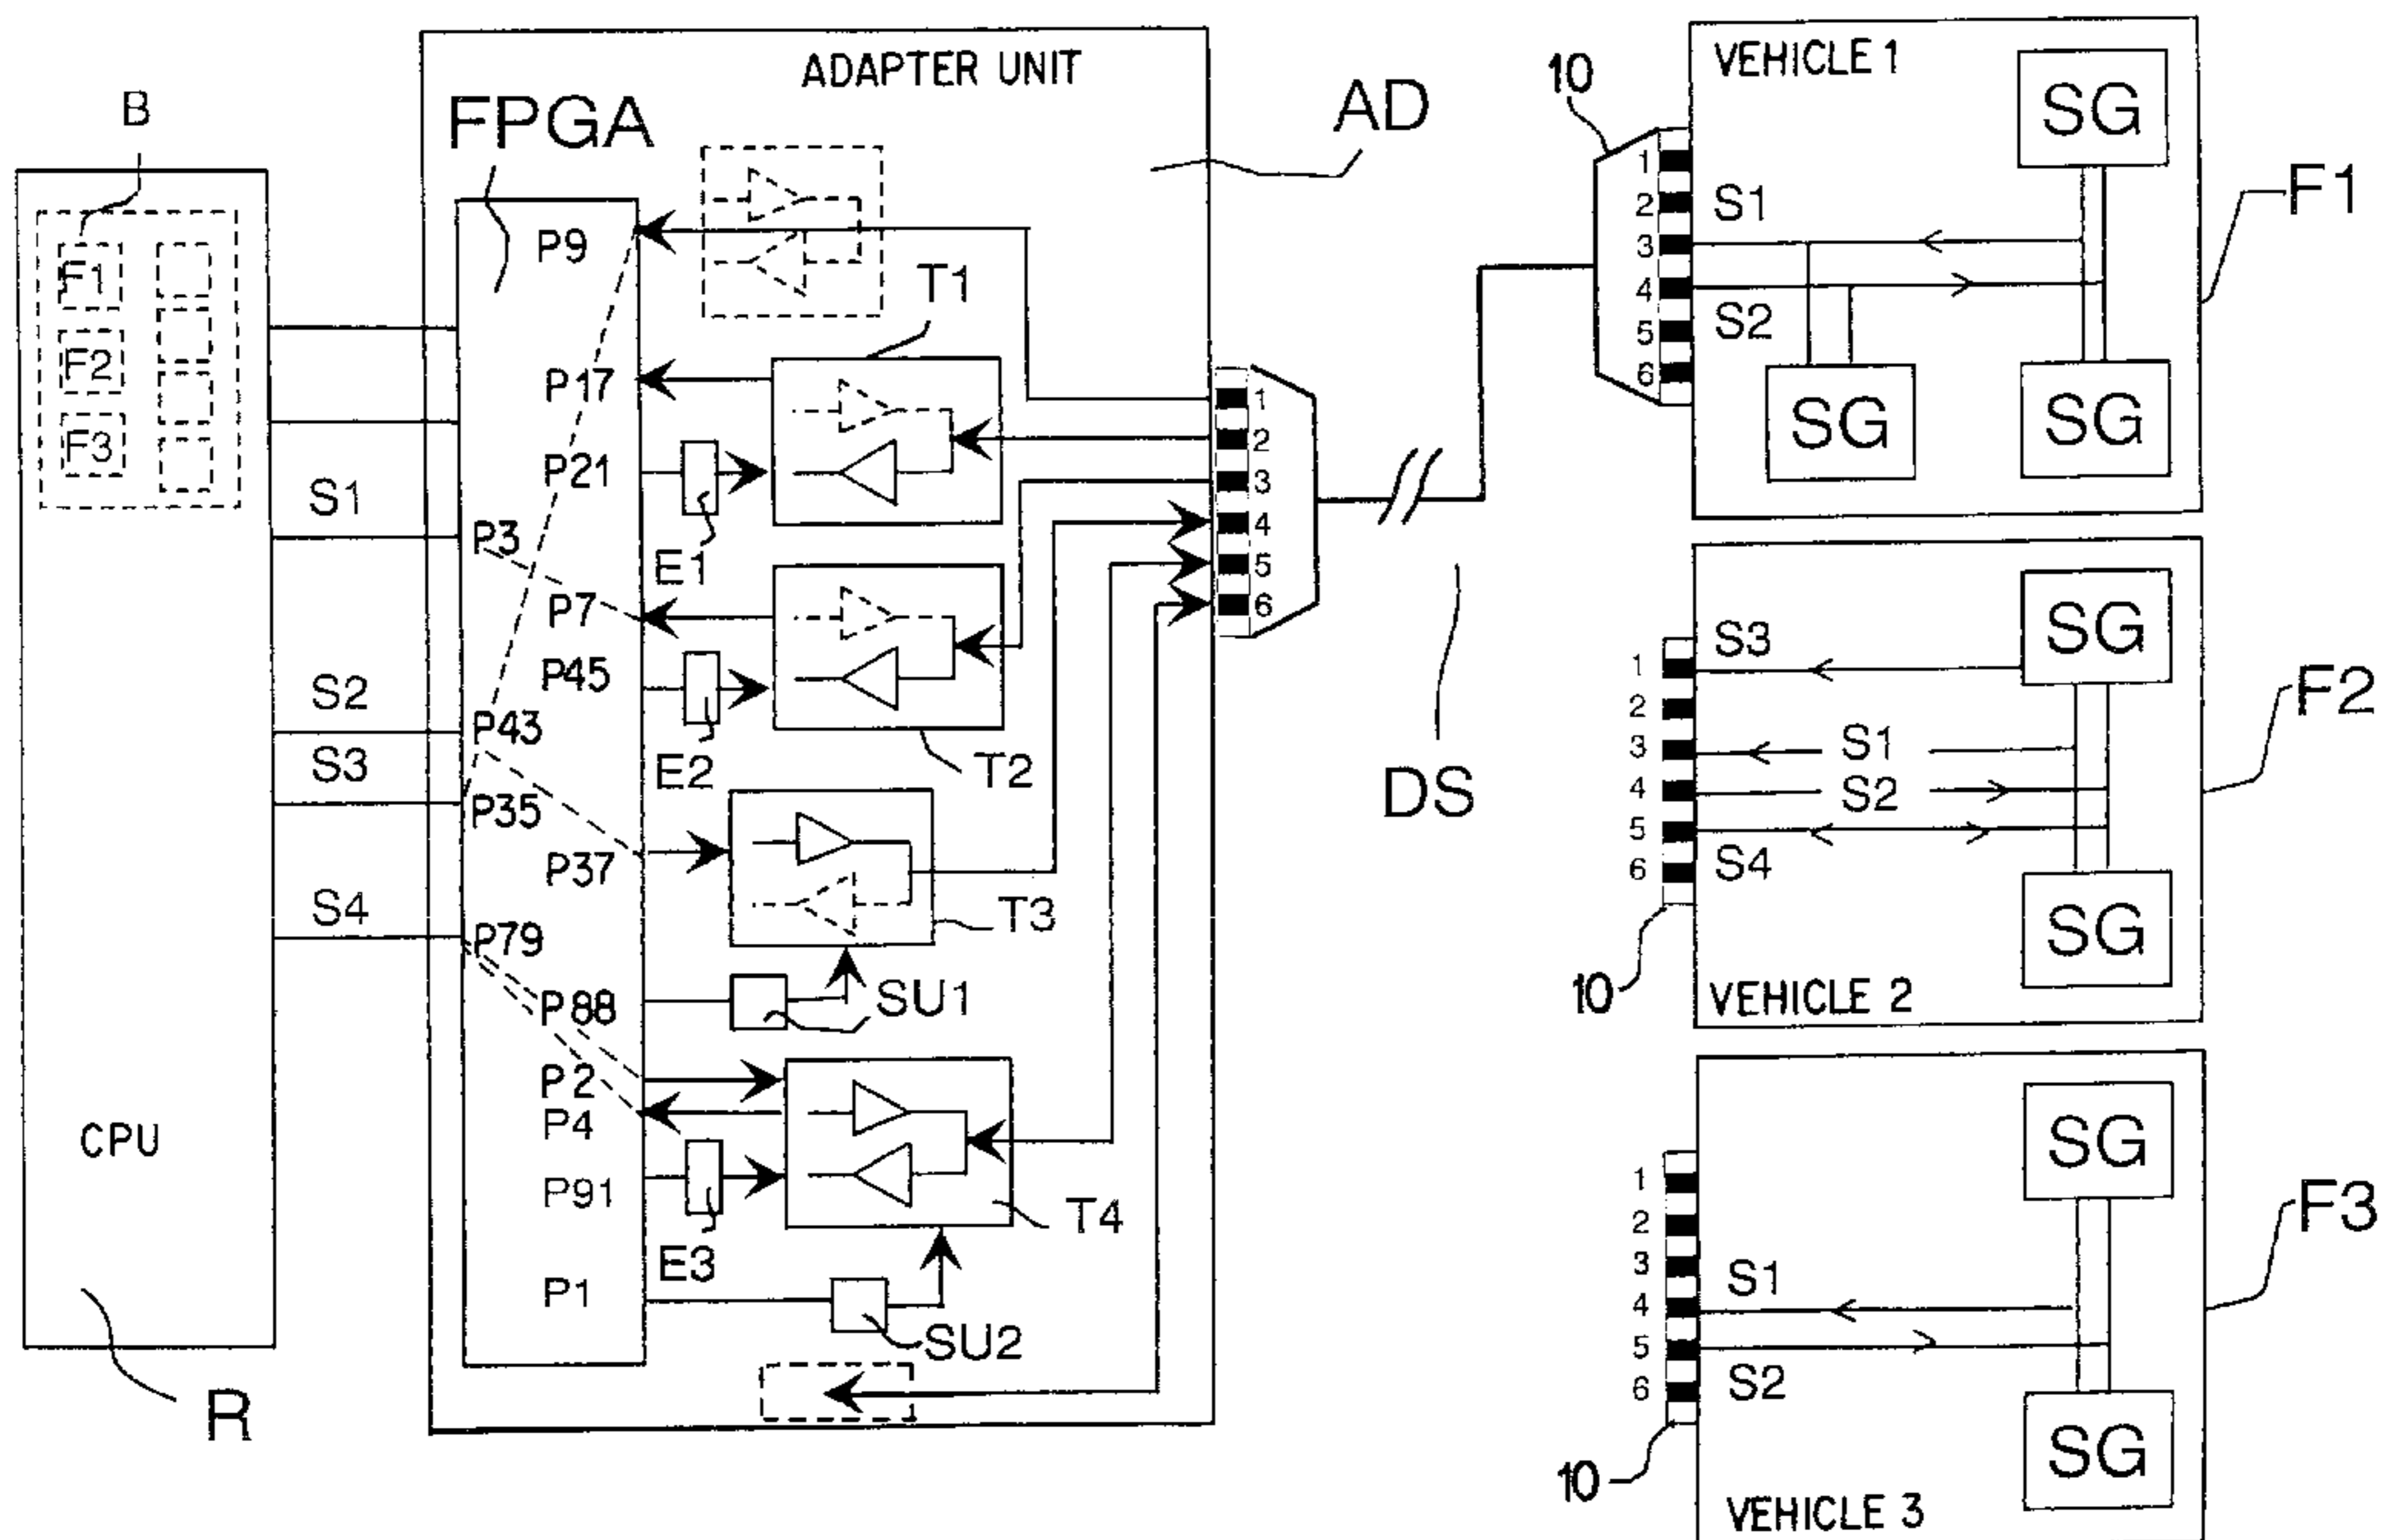 B
F1
F2
F3
S1
S2
S3
S4
CPU
R
ADAPTER UNIT
FPGA
AD
P9
P17
P21
P3
P7
P45
P43
P35
P37
P79
P88
P2
P4
P91
P1
T1
E1
E2
T2
T3
SU1
E3
T4
SU2
1
2
3
4
5
6
DS
10
VEHICLE 1
SG
1
2
3
4
5
6
S1
S2
SG
SG
F1
S3
SG
1
2
3
4
5
6
S1
S2
S4
SG
10
VEHICLE 2
F2
SG
1
2
3
4
5
6
S1
S2
SG
10
VEHICLE 3
F3